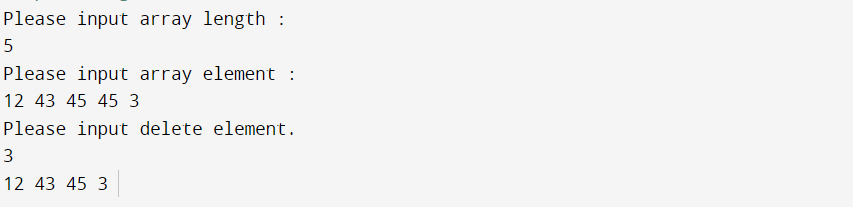 Please input array length :
5
Please input array element :
12 43 45 45 3
Please input delete element.
3
12 43 45 3